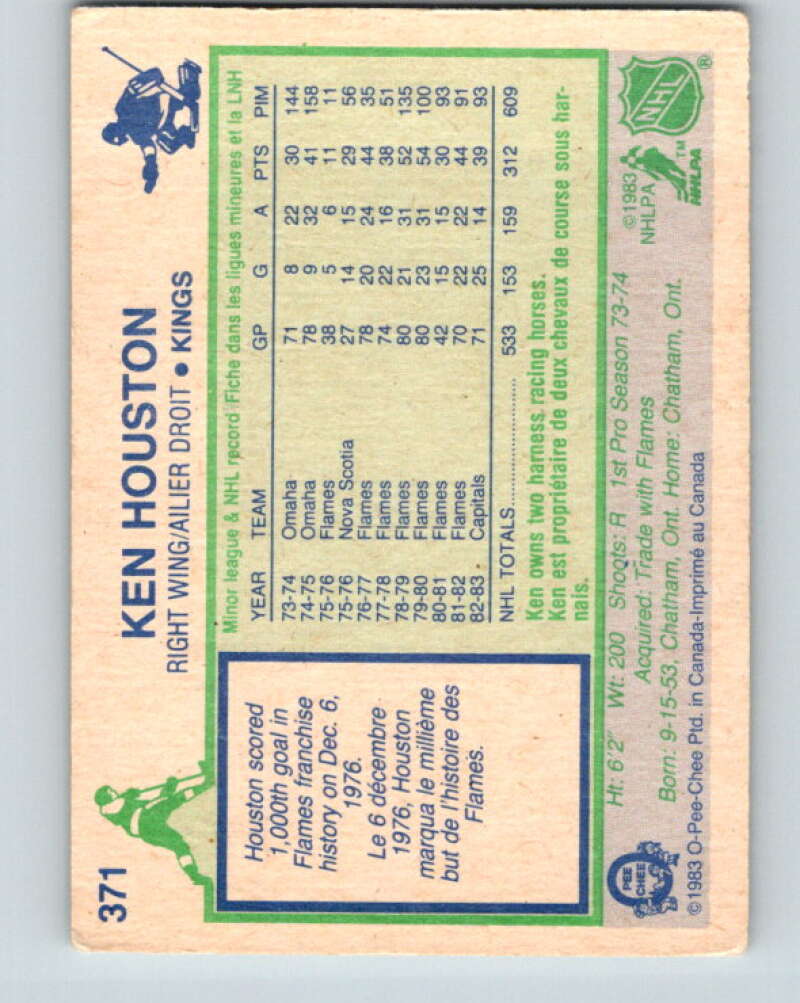 371
KEN HOUSTON
RIGHT WING/AILIER DROIT • KINGS
Houston scored
1,000th goal in
Flames franchise
history on Dec. 6,
1976.
Le 6 décembre
1976, Houston
marqua le millième
but de l'histoire des
Flames.
Minor league & NHL record Fiche dans les ligues mineures et la LNH
YEAR TEAM GP G A PTS PIM
73-74 Omaha 71 8 22 30 144
74-75 Omaha 78 9 32 41 158
75-76 Flames 38 5 6 11 11
75-76 Nova Scotia 27 14 15 29 56
76-77 Flames 78 20 24 44 35
77-78 Flames 74 22 16 38 51
78-79 Flames 80 21 31 52 135
79-80 Flames 80 23 31 54 100
80-81 Flames 42 15 15 30 93
81-82 Flames 70 22 22 44 91
82-83 Capitals 71 25 14 39 93
NHL TOTALS.................... 533 153 159 312 609
Ken owns two harness racing horses.
Ken est propriétaire de deux chevaux de course sous har-
nais.
Ht: 6'2" Wt: 200 Shoots: R 1st Pro Season 73-74
Acquired: Trade with Flames
Born: 9-15-53, Chatham, Ont. Home: Chatham, Ont.
© 1983 O-Pee-Chee Ptd. in Canada-Imprimé au Canada
O PEE CHEE
© 1983
NHLPA
TM
NHLPA
NHL
®